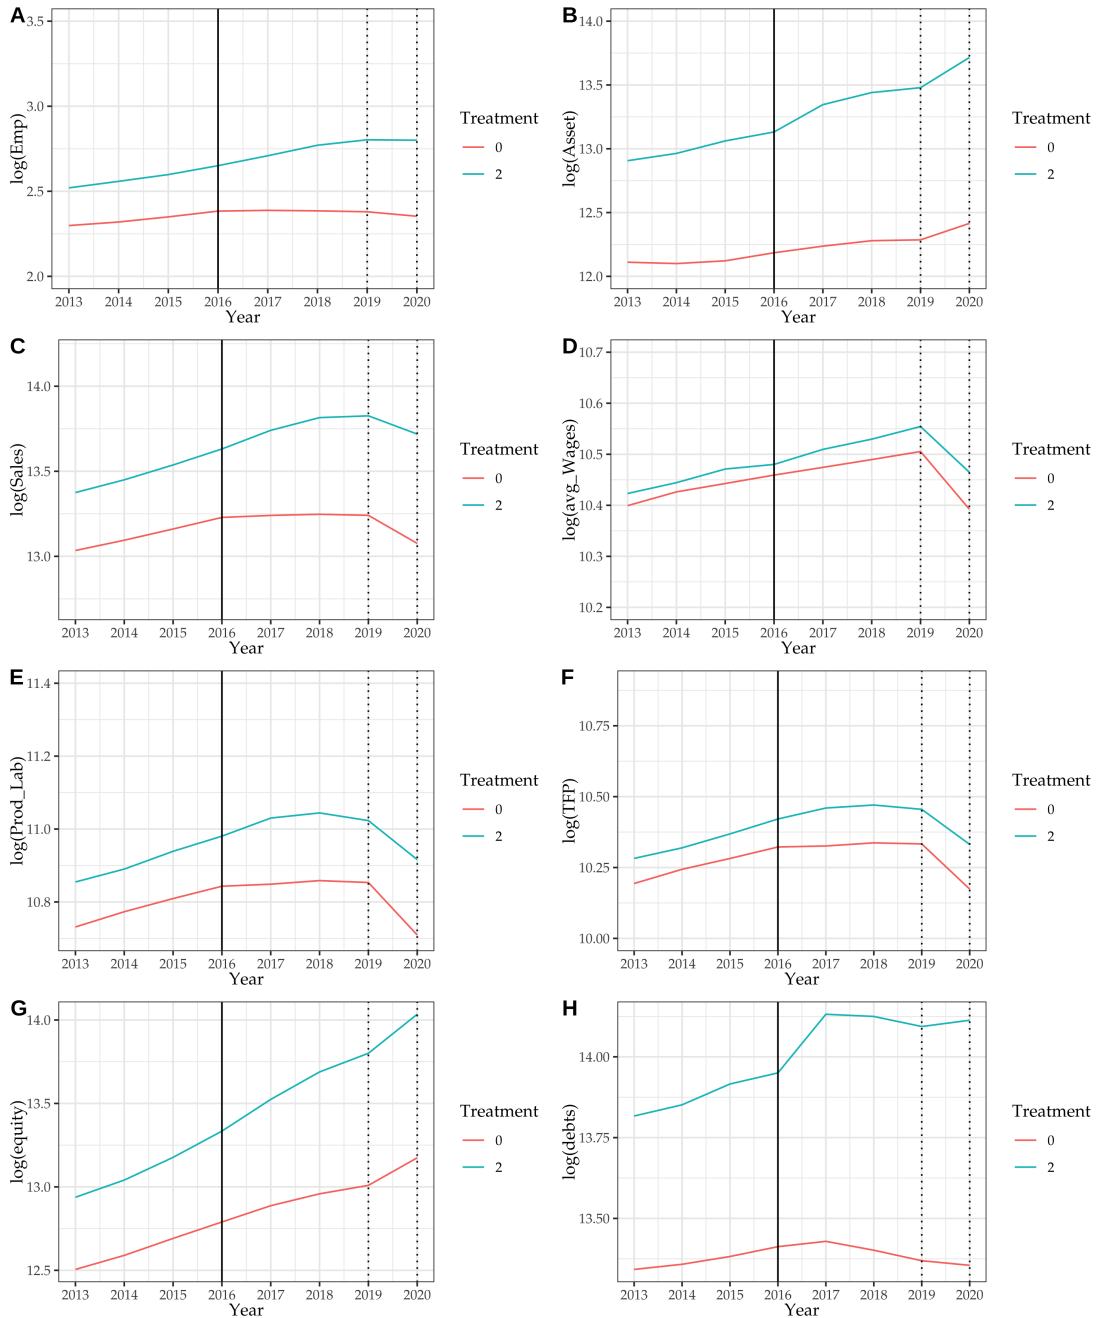 A
3.5
3.0
2.5
2.0
log(Emp)
2013 2014 2015 2016 2017 2018 2019 2020
Year
Treatment
0
2
B
14.0
13.5
13.0
12.5
12.0
log(Asset)
2013 2014 2015 2016 2017 2018 2019 2020
Year
Treatment
0
2
C
14.0
13.5
13.0
log(Sales)
2013 2014 2015 2016 2017 2018 2019 2020
Year
Treatment
0
2
D
10.7
10.6
10.5
10.4
10.3
10.2
log(avg_Wages)
2013 2014 2015 2016 2017 2018 2019 2020
Year
Treatment
0
2
E
11.4
11.2
11.0
10.8
log(Prod_Lab)
2013 2014 2015 2016 2017 2018 2019 2020
Year
Treatment
0
2
F
10.75
10.50
10.25
10.00
log(TFP)
2013 2014 2015 2016 2017 2018 2019 2020
Year
Treatment
0
2
G
14.0
13.5
13.0
12.5
log(equity)
2013 2014 2015 2016 2017 2018 2019 2020
Year
Treatment
0
2
H
14.00
13.75
13.50
log(debts)
2013 2014 2015 2016 2017 2018 2019 2020
Year
Treatment
0
2